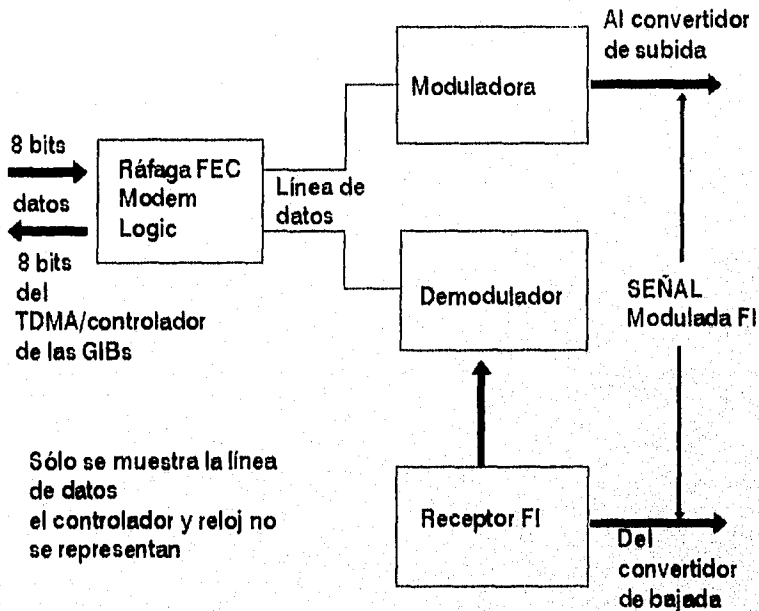 Al convertidor
de subida
Moduladora
8 bits
datos
8 bits
del
TDMA/controlador
de las GIBs
Ráfaga FEC
Modem
Logic
Línea de
datos
Demodulador
SEÑAL
Modulada FI
Sólo se muestra la línea
de datos
el controlador y reloj no
se representan
Receptor FI
Del
convertidor
de bajada